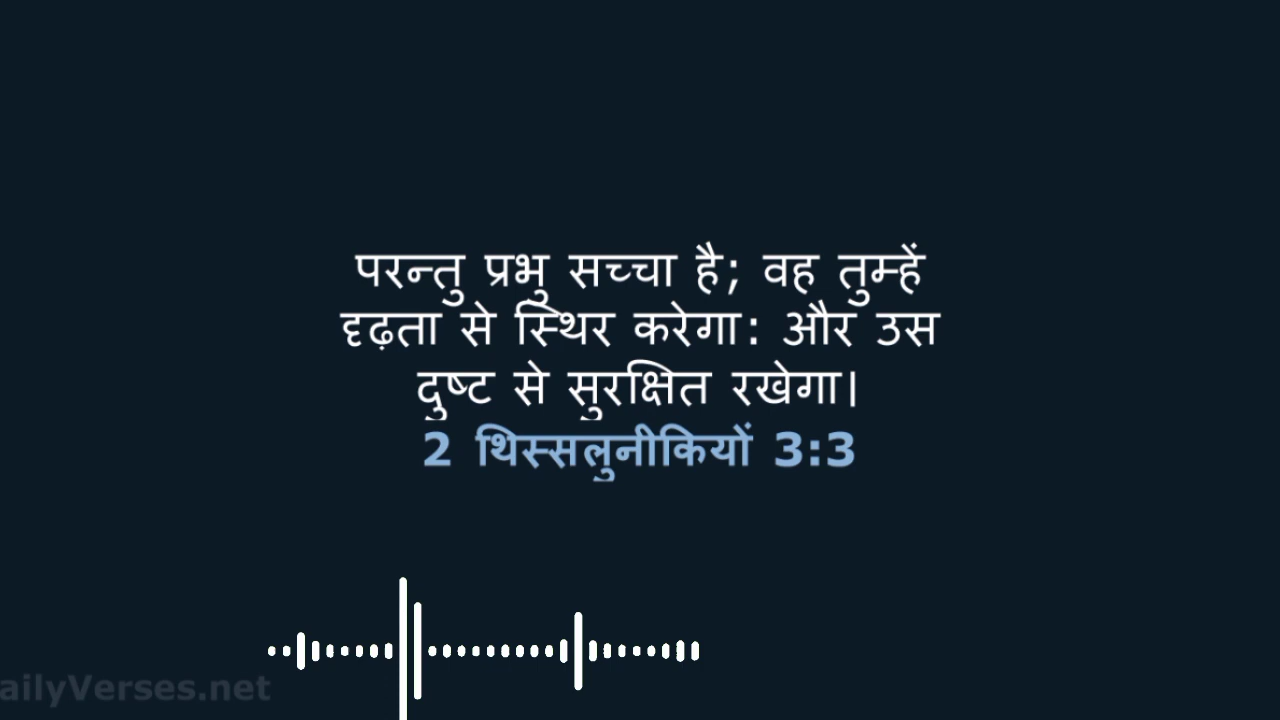 परन्तु प्रभु सच्चा है; वह तुम्हें
दृढ़ता से स्थिर करेगा: और उस
दुष्ट से सुरक्षित रखेगा।
2 थिस्सलुनीकियों 3:3
ailyVerses.net